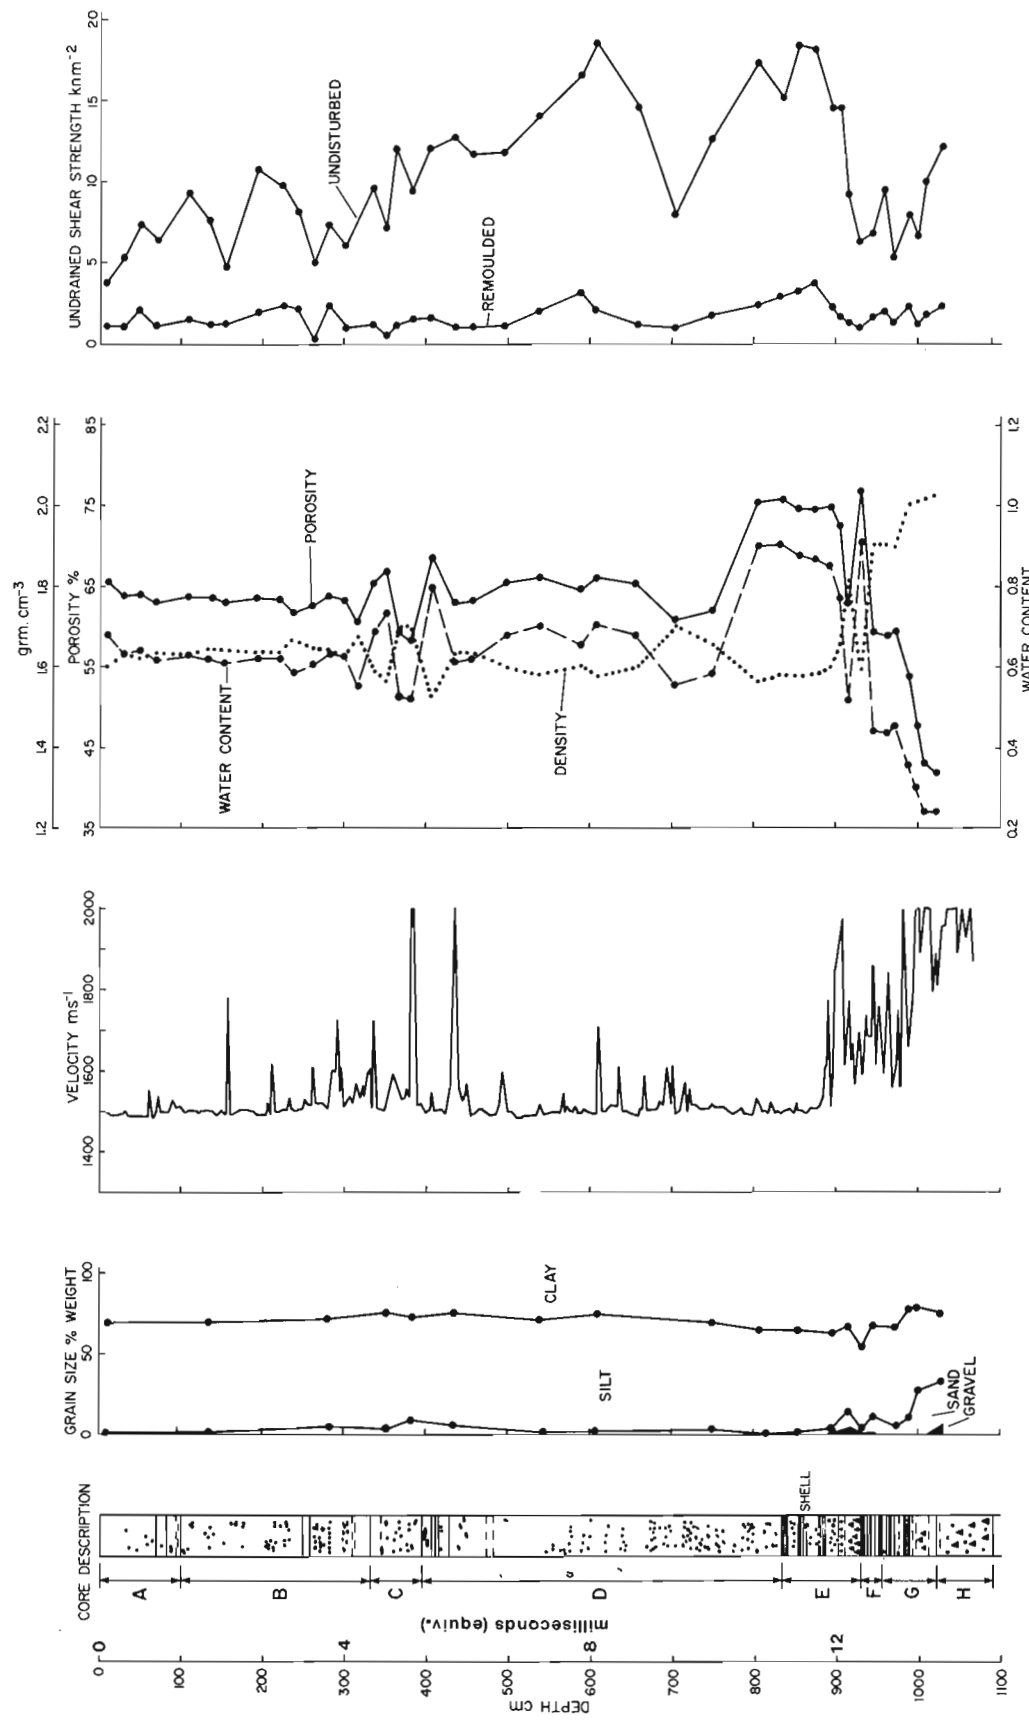 UNDRAINED SHEAR STRENGTH knm-2
0 5 10 15 20
UNDISTURBED
REMOULDED
grm. cm-3
1.2 1.4 1.6 1.8 2.0 2.2
POROSITY %
35 45 55 65 75 85
POROSITY
WATER CONTENT
DENSITY
WATER CONTENT
0.2 0.4 0.6 0.8 1.0 1.2
VELOCITY ms-1
1400 1600 1800 2000
GRAIN SIZE % WEIGHT
0 50 100
CLAY
SILT
SAND
GRAVEL
CORE DESCRIPTION
SHELL
A B C D E F G H
milliseconds (equiv.)
0 4 8 12
0 100 200 300 400 500 600 700 800 900 1000 1100
DEPTH cm